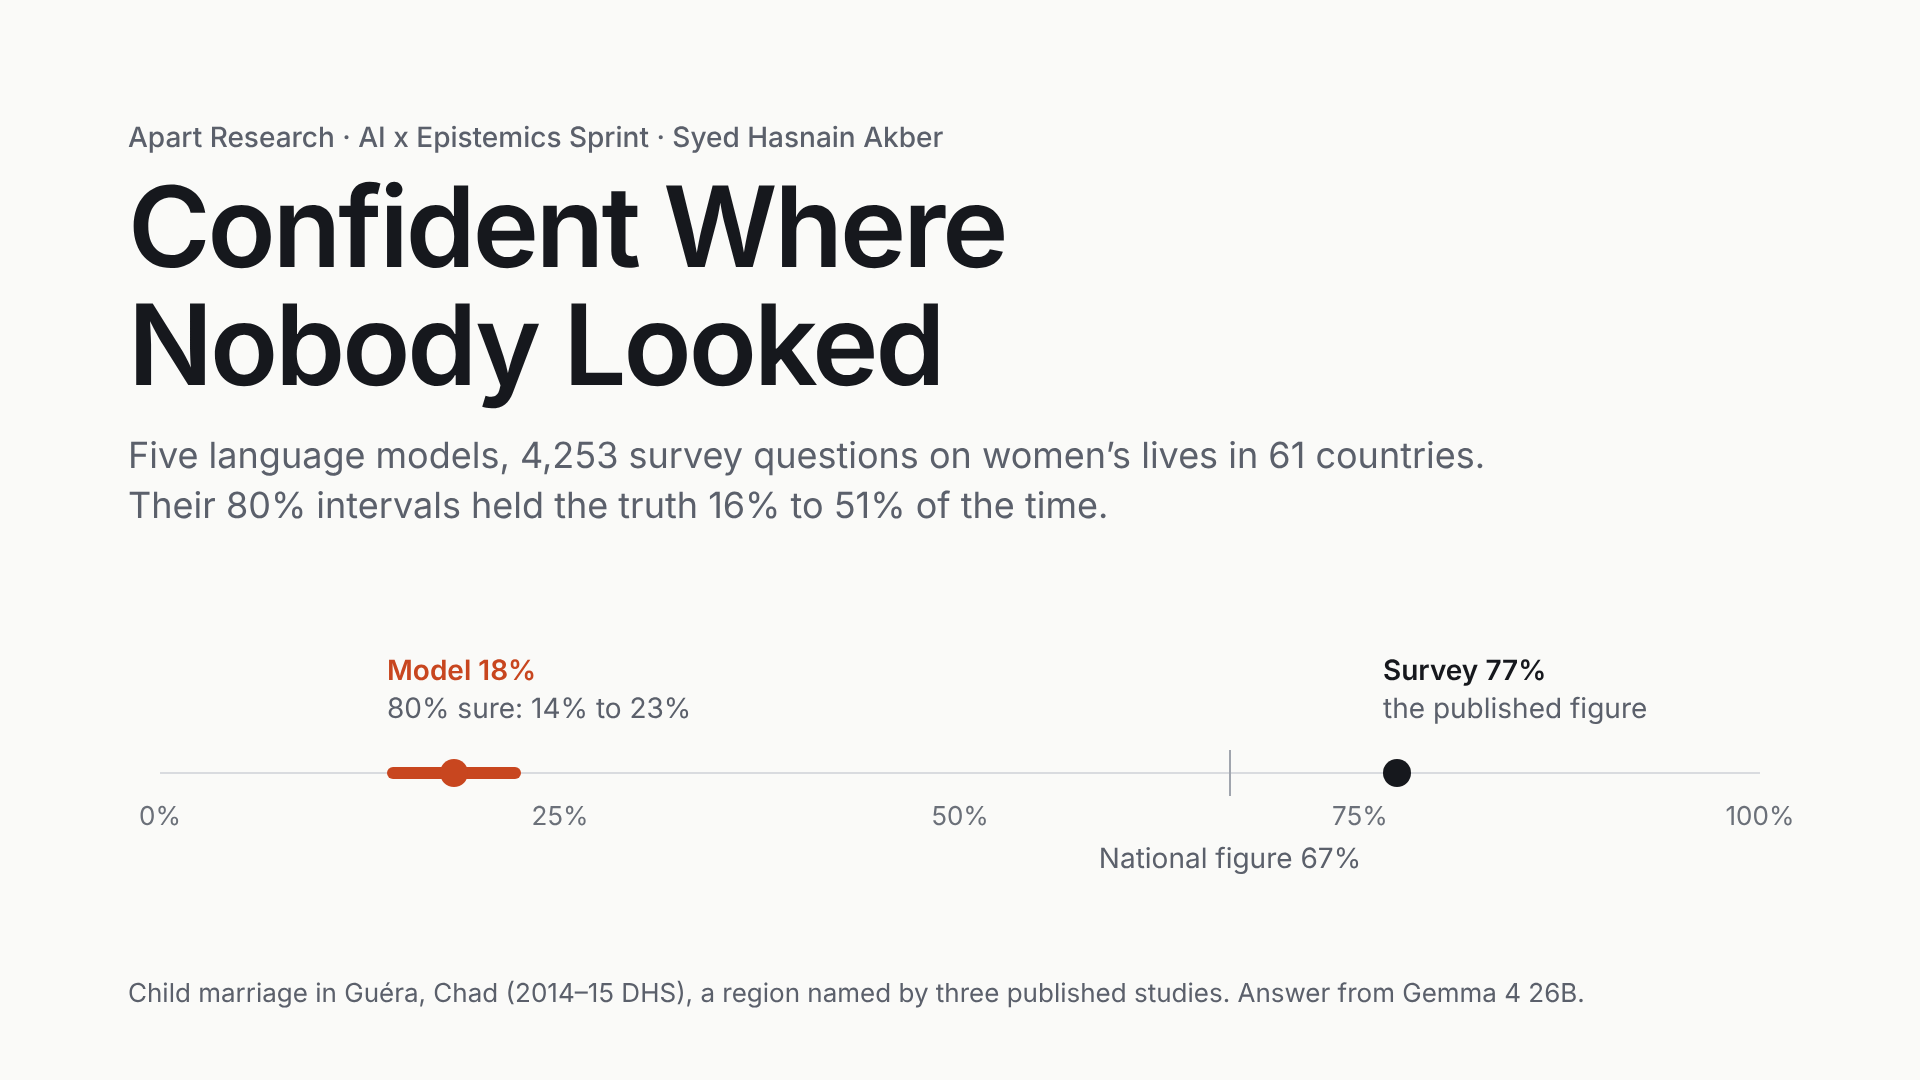 Apart Research · AI x Epistemics Sprint · Syed Hasnain Akber
Confident Where
Nobody Looked
Five language models, 4,253 survey questions on women’s lives in 61 countries.
Their 80% intervals held the truth 16% to 51% of the time.
Model 18%
80% sure: 14% to 23%
Survey 77%
the published figure
0%
25%
50%
75%
100%
National figure 67%
Child marriage in Guéra, Chad (2014–15 DHS), a region named by three published studies. Answer from Gemma 4 26B.